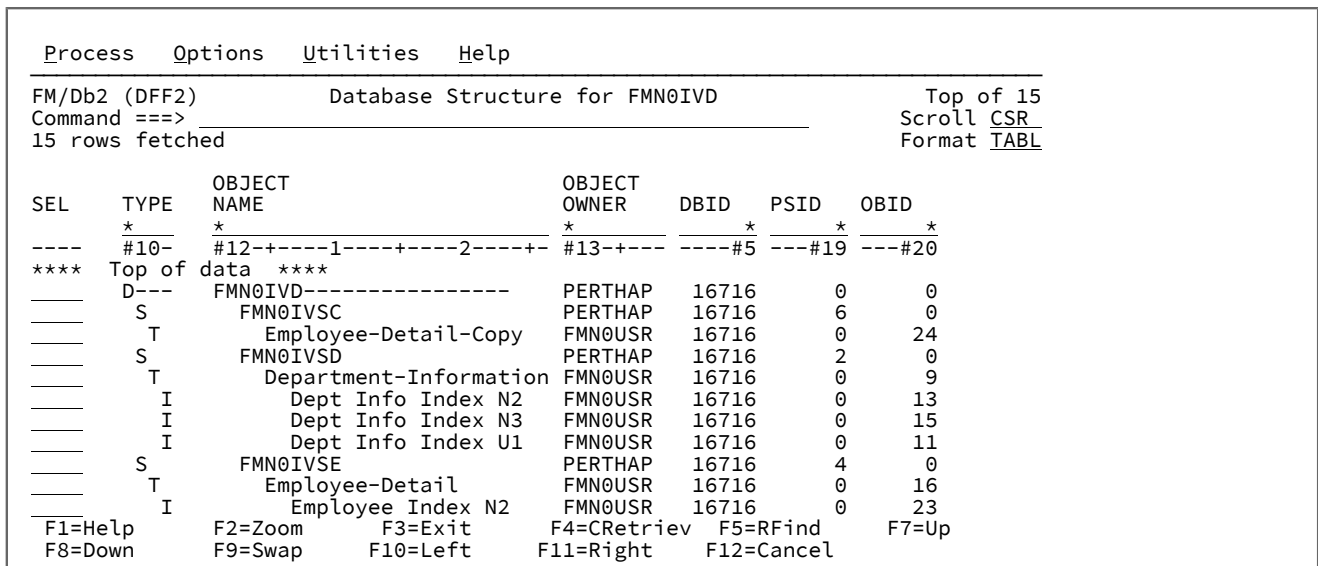 Process   Options   Utilities   Help
FM/Db2 (DFF2)        Database Structure for FMN0IVD        Top of 15
Command ===>        Scroll CSR
15 rows fetched        Format TABL
OBJECT        OBJECT
SEL   TYPE   NAME        OWNER   DBID   PSID   OBID
*   *   *   *   *   *
----   #10-   #12-+----1----+----2----+-   #13-+---   ----#5   ---#19   ---#20
****  Top of data  ****
D---   FMN0IVD----------------   PERTHAP   16716   0   0
S   FMN0IVSC   PERTHAP   16716   6   0
T   Employee-Detail-Copy   FMN0USR   16716   0   24
S   FMN0IVSD   PERTHAP   16716   2   0
T   Department-Information   FMN0USR   16716   0   9
I   Dept Info Index N2   FMN0USR   16716   0   13
I   Dept Info Index N3   FMN0USR   16716   0   15
I   Dept Info Index U1   FMN0USR   16716   0   11
S   FMN0IVSE   PERTHAP   16716   4   0
T   Employee-Detail   FMN0USR   16716   0   16
I   Employee Index N2   FMN0USR   16716   0   23
F1=Help   F2=Zoom   F3=Exit   F4=CRetriev   F5=RFind   F7=Up
F8=Down   F9=Swap   F10=Left   F11=Right   F12=Cancel